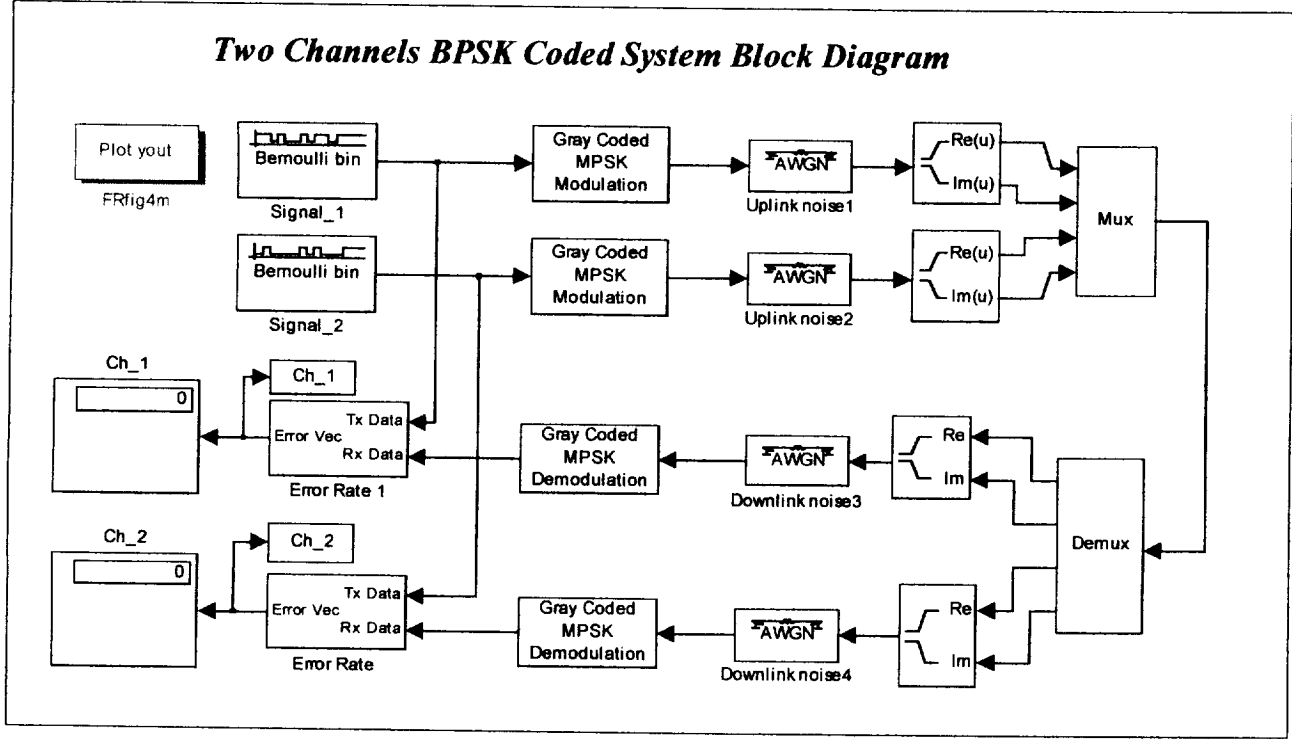 Two Channels BPSK Coded System Block Diagram
Plot yout
FRfig4m
Bernoulli bin
Signal_1
Gray Coded
MPSK
Modulation
AWGN
Uplink noise1
Re(u)
Im(u)
Mux
Bernoulli bin
Signal_2
Gray Coded
MPSK
Modulation
AWGN
Uplink noise2
Re(u)
Im(u)
Ch_1
0
Ch_1
Tx Data
Error Vec
Rx Data
Error Rate 1
Gray Coded
MPSK
Demodulation
AWGN
Downlink noise3
Re
Im
Demux
Ch_2
0
Ch_2
Tx Data
Error Vec
Rx Data
Error Rate
Gray Coded
MPSK
Demodulation
AWGN
Downlink noise4
Re
Im